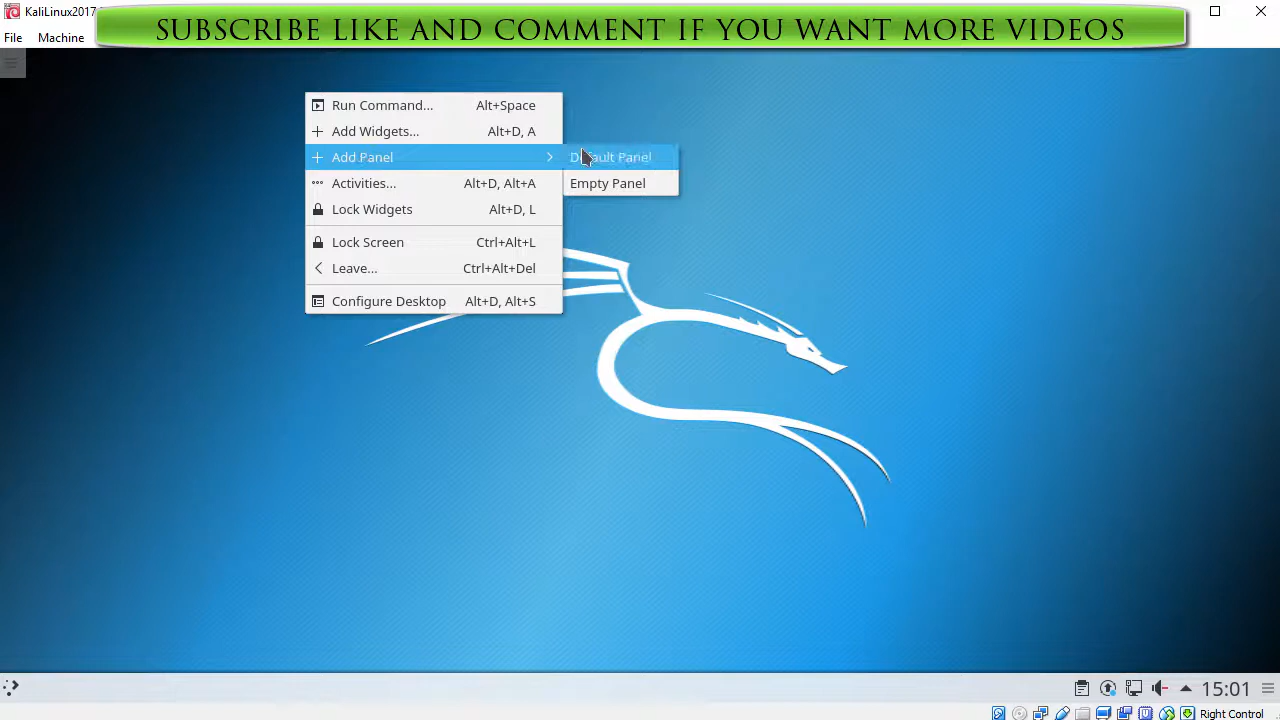 KaliLinux2017
SUBSCRIBE LIKE AND COMMENT IF YOU WANT MORE VIDEOS
File Machine
Run Command... Alt+Space
Add Widgets... Alt+D, A
Add Panel
Default Panel
Activities... Alt+D, Alt+A
Empty Panel
Lock Widgets Alt+D, L
Lock Screen Ctrl+Alt+L
Leave... Ctrl+Alt+Del
Configure Desktop Alt+D, Alt+S
15:01
Right Control